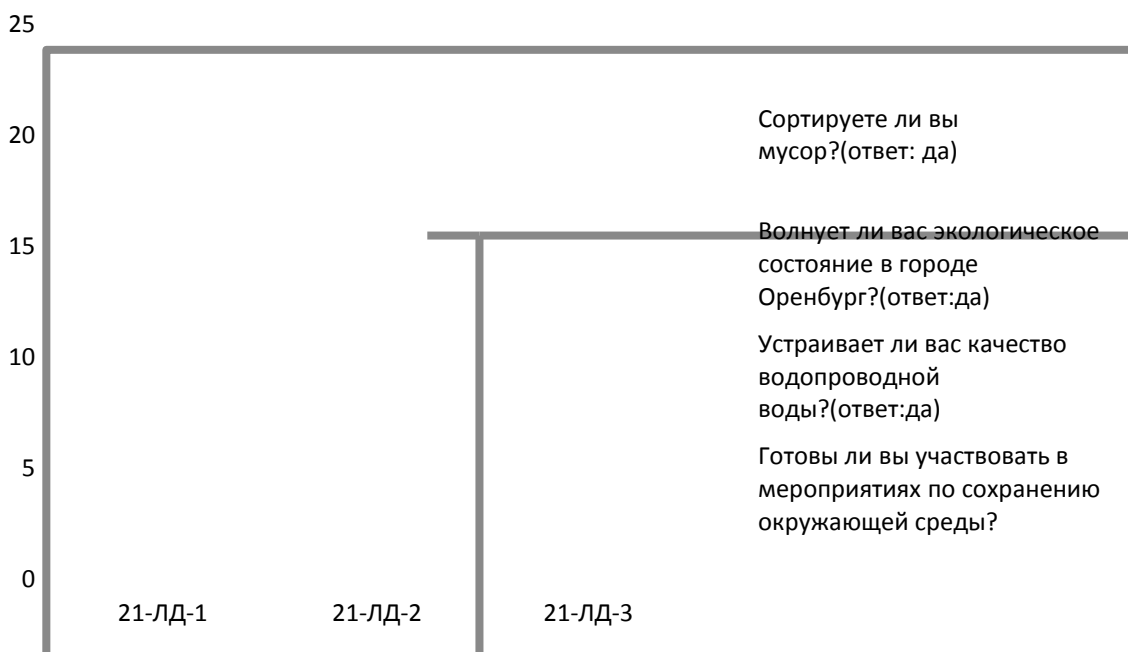 25
20
15
10
5
0
21-ЛД-1
21-ЛД-2
21-ЛД-3
Сортируете ли вы
мусор?(ответ: да)
Волнует ли вас экологическое
состояние в городе
Оренбург?(ответ:да)
Устраивает ли вас качество
водопроводной
воды?(ответ:да)
Готовы ли вы участвовать в
мероприятиях по сохранению
окружающей среды?